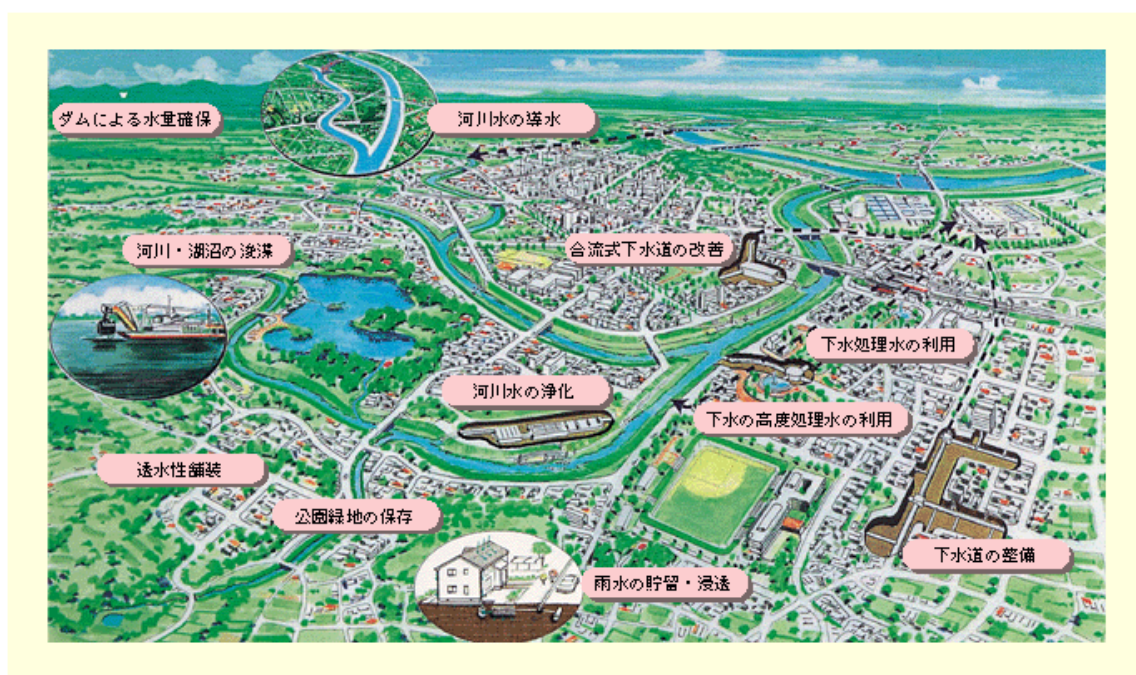 ダムによる水量確保
河川水の導水
河川・湖沼の浚渫
合流式下水道の改善
下水処理水の利用
河川水の浄化
下水の高度処理水の利用
透水性舗装
公園緑地の保存
下水道の整備
雨水の貯留・浸透